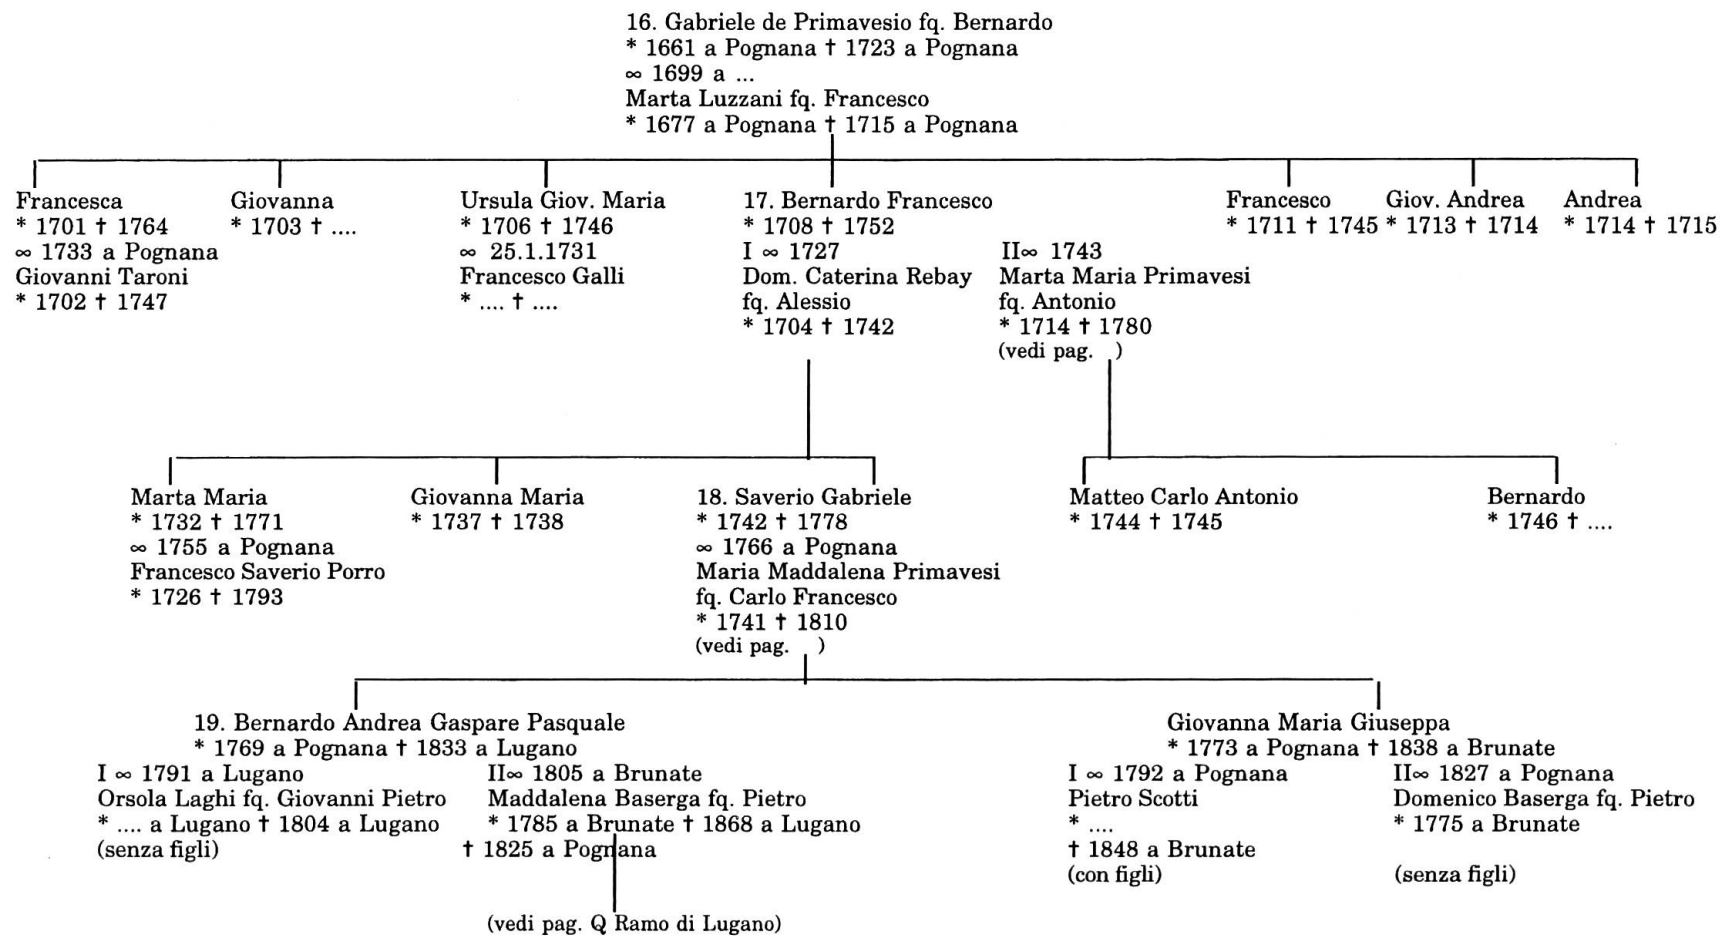 16. Gabriele de Primavesio fq. Bernardo
* 1661 a Pognana † 1723 a Pognana
∞ 1699 a ...
Marta Luzzani fq. Francesco
* 1677 a Pognana † 1715 a Pognana
Francesca
* 1701 † 1764
∞ 1733 a Pognana
Giovanni Taroni
* 1702 † 1747
Giovanna
* 1703 † ....
Ursula Giov. Maria
* 1706 † 1746
∞ 25.1.1731
Francesco Galli
* .... † ....
17. Bernardo Francesco
* 1708 † 1752
I ∞ 1727
Dom. Caterina Rebay
fq. Alessio
* 1704 † 1742
II∞ 1743
Marta Maria Primavesi
fq. Antonio
* 1714 † 1780
(vedi pag. )
Francesco
* 1711 † 1745
Giov. Andrea
* 1713 † 1714
Andrea
* 1714 † 1715
Marta Maria
* 1732 † 1771
∞ 1755 a Pognana
Francesco Saverio Porro
* 1726 † 1793
Giovanna Maria
* 1737 † 1738
18. Saverio Gabriele
* 1742 † 1778
∞ 1766 a Pognana
Maria Maddalena Primavesi
fq. Carlo Francesco
* 1741 † 1810
(vedi pag. )
Matteo Carlo Antonio
* 1744 † 1745
Bernardo
* 1746 † ....
19. Bernardo Andrea Gaspare Pasquale
* 1769 a Pognana † 1833 a Lugano
I ∞ 1791 a Lugano
Orsola Laghi fq. Giovanni Pietro
* .... a Lugano † 1804 a Lugano
(senza figli)
II∞ 1805 a Brunate
Maddalena Baserga fq. Pietro
* 1785 a Brunate † 1868 a Lugano
† 1825 a Pognana
(vedi pag. Q Ramo di Lugano)
Giovanna Maria Giuseppa
* 1773 a Pognana † 1838 a Brunate
I ∞ 1792 a Pognana
Pietro Scotti
* ....
† 1848 a Brunate
(con figli)
II∞ 1827 a Pognana
Domenico Baserga fq. Pietro
* 1775 a Brunate
(senza figli)